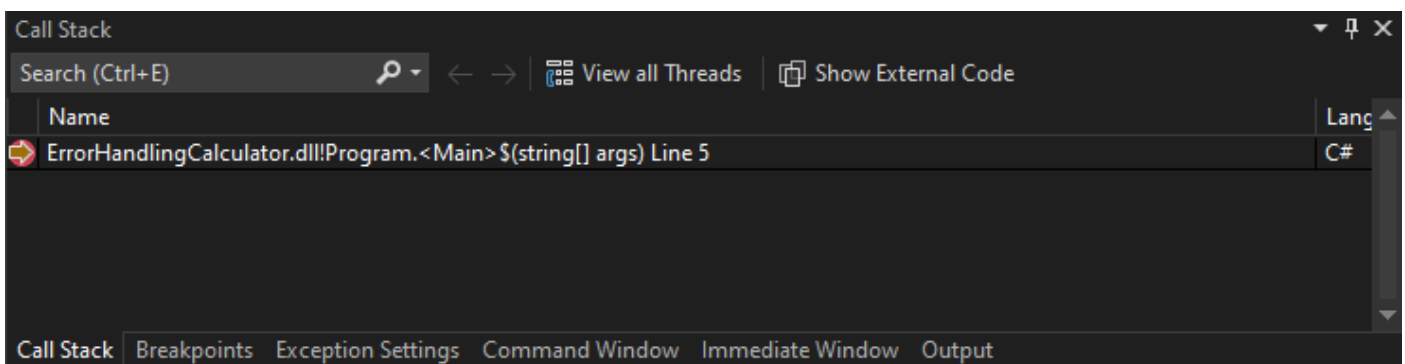 Call Stack
Search (Ctrl+E) View all Threads Show External Code
Name Lang
ErrorHandlingCalculator.dll!Program.<Main>$(string[] args) Line 5 C#
Call Stack Breakpoints Exception Settings Command Window Immediate Window Output